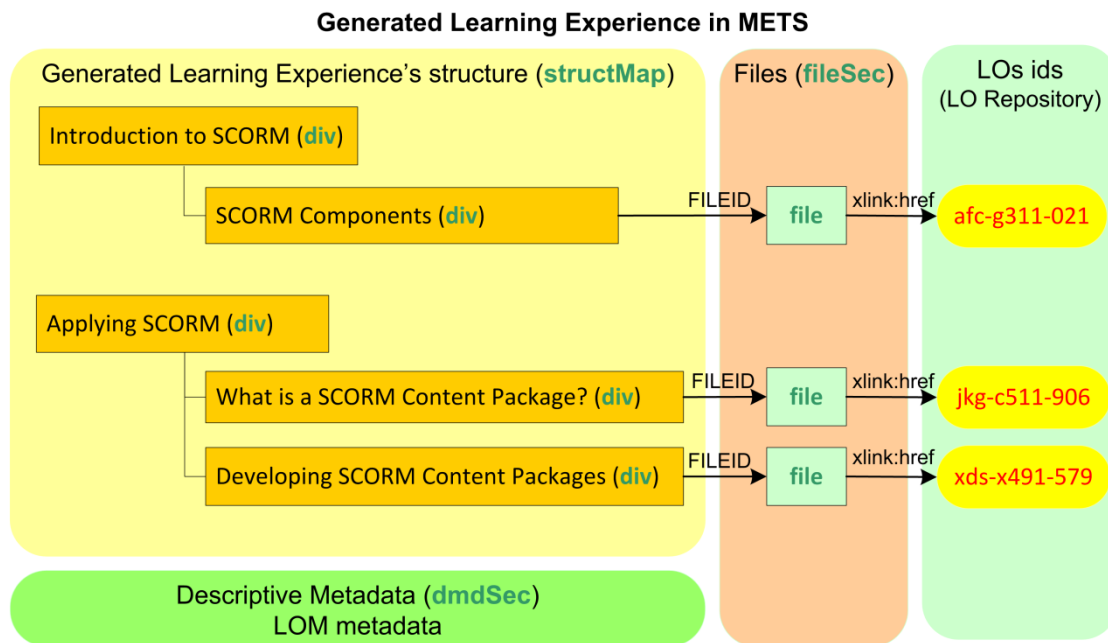 Generated Learning Experience in METS
Generated Learning Experience's structure (structMap)
Files (fileSec)
LOs ids
(LO Repository)
Introduction to SCORM (div)
SCORM Components (div)
FILEID
file
xlink:href
afc-g311-021
Applying SCORM (div)
What is a SCORM Content Package? (div)
FILEID
file
xlink:href
jkg-c511-906
Developing SCORM Content Packages (div)
FILEID
file
xlink:href
xds-x491-579
Descriptive Metadata (dmdSec)
LOM metadata